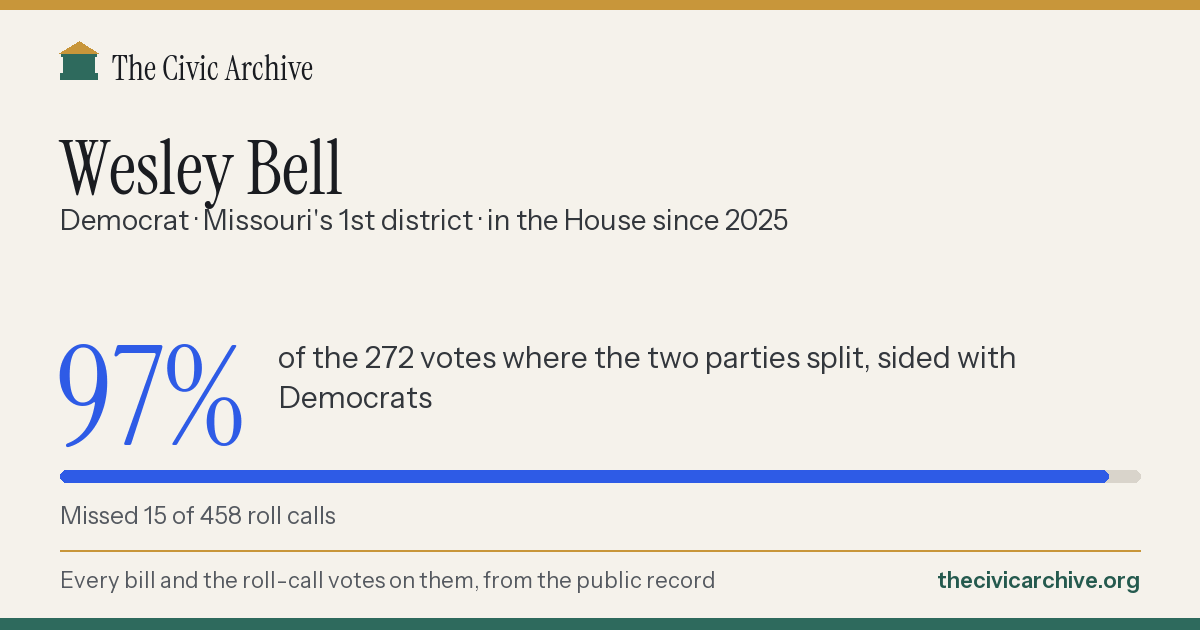 The Civic Archive
Wesley Bell
Democrat · Missouri's 1st district · in the House since 2025
97%
of the 272 votes where the two parties split, sided with
Democrats
Missed 15 of 458 roll calls
Every bill and the roll-call votes on them, from the public record
thecivicarchive.org